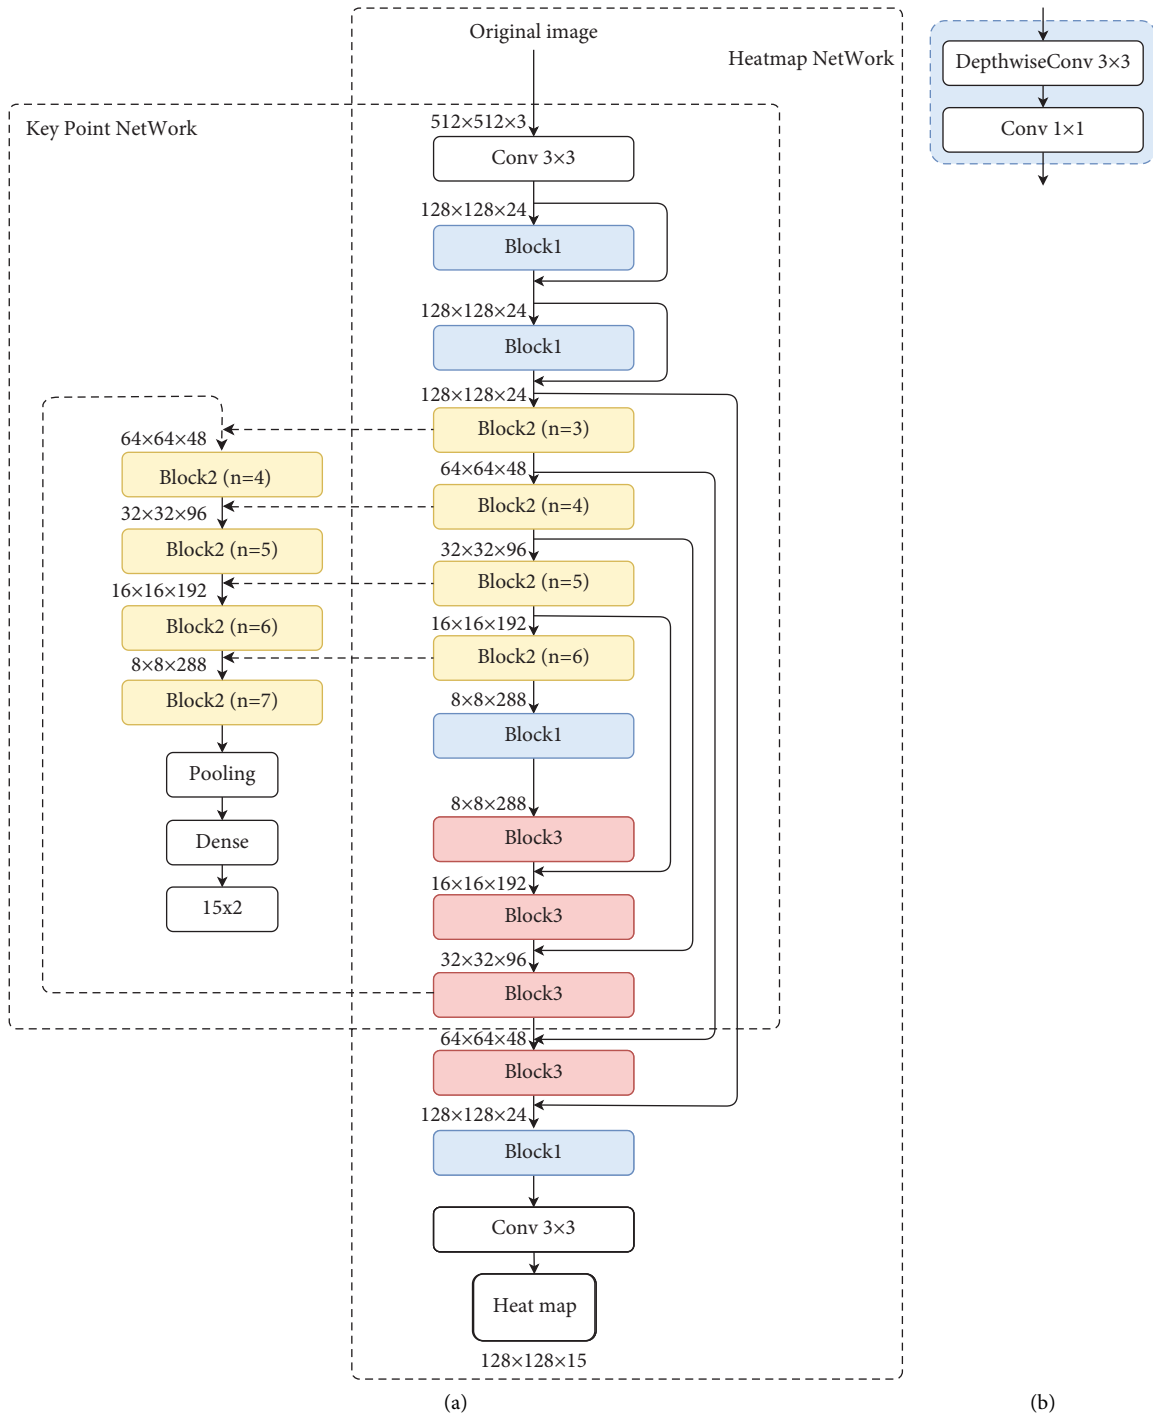 Original image
Heatmap NetWork
Key Point NetWork
512×512×3
Conv 3×3
128×128×24
Block1
128×128×24
Block1
128×128×24
Block2 (n=3)
64×64×48
Block2 (n=4)
32×32×96
Block2 (n=5)
16×16×192
Block2 (n=6)
8×8×288
Block1
8×8×288
Block3
16×16×192
Block3
32×32×96
Block3
64×64×48
Block3
128×128×24
Block1
Conv 3×3
Heat map
128×128×15
64×64×48
Block2 (n=4)
32×32×96
Block2 (n=5)
16×16×192
Block2 (n=6)
8×8×288
Block2 (n=7)
Pooling
Dense
15x2
(a)
DepthwiseConv 3×3
Conv 1×1
(b)